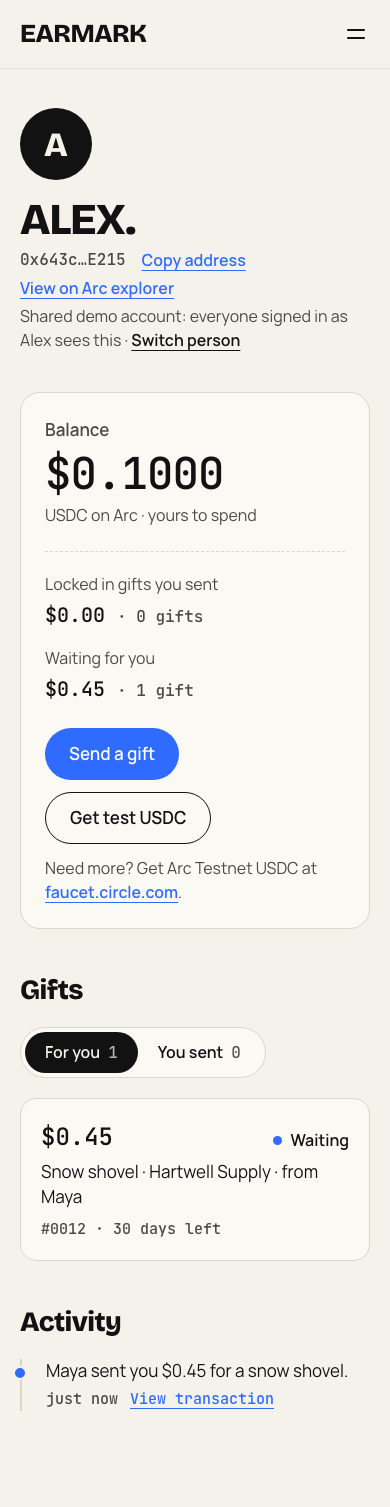 EARMARK
A
ALEX.
0x643c…E215 Copy address
View on Arc explorer
Shared demo account: everyone signed in as
Alex sees this · Switch person
Balance
$0.1000
USDC on Arc · yours to spend
Locked in gifts you sent
$0.00 · 0 gifts
Waiting for you
$0.45 · 1 gift
Send a gift
Get test USDC
Need more? Get Arc Testnet USDC at
faucet.circle.com.
Gifts
For you 1 You sent 0
$0.45 Waiting
Snow shovel · Hartwell Supply · from
Maya
#0012 · 30 days left
Activity
Maya sent you $0.45 for a snow shovel.
just now View transaction